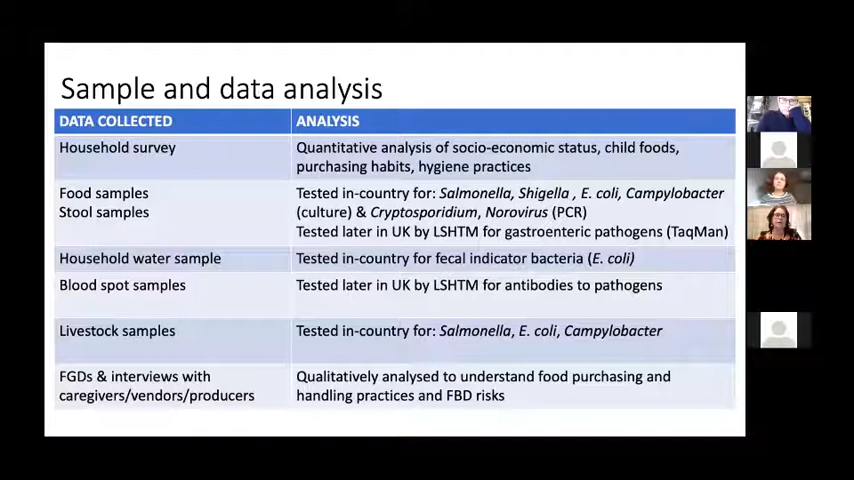 Sample and data analysis
DATA COLLECTED ANALYSIS
Household survey Quantitative analysis of socio-economic status, child foods,
purchasing habits, hygiene practices
Food samples Tested in-country for: Salmonella, Shigella , E. coli, Campylobacter
Stool samples (culture) & Cryptosporidium, Norovirus (PCR)
Tested later in UK by LSHTM for gastroenteric pathogens (TaqMan)
Household water sample Tested in-country for fecal indicator bacteria (E. coli)
Blood spot samples Tested later in UK by LSHTM for antibodies to pathogens
Livestock samples Tested in-country for: Salmonella, E. coli, Campylobacter
FGDs & interviews with Qualitatively analysed to understand food purchasing and
caregivers/vendors/producers handling practices and FBD risks